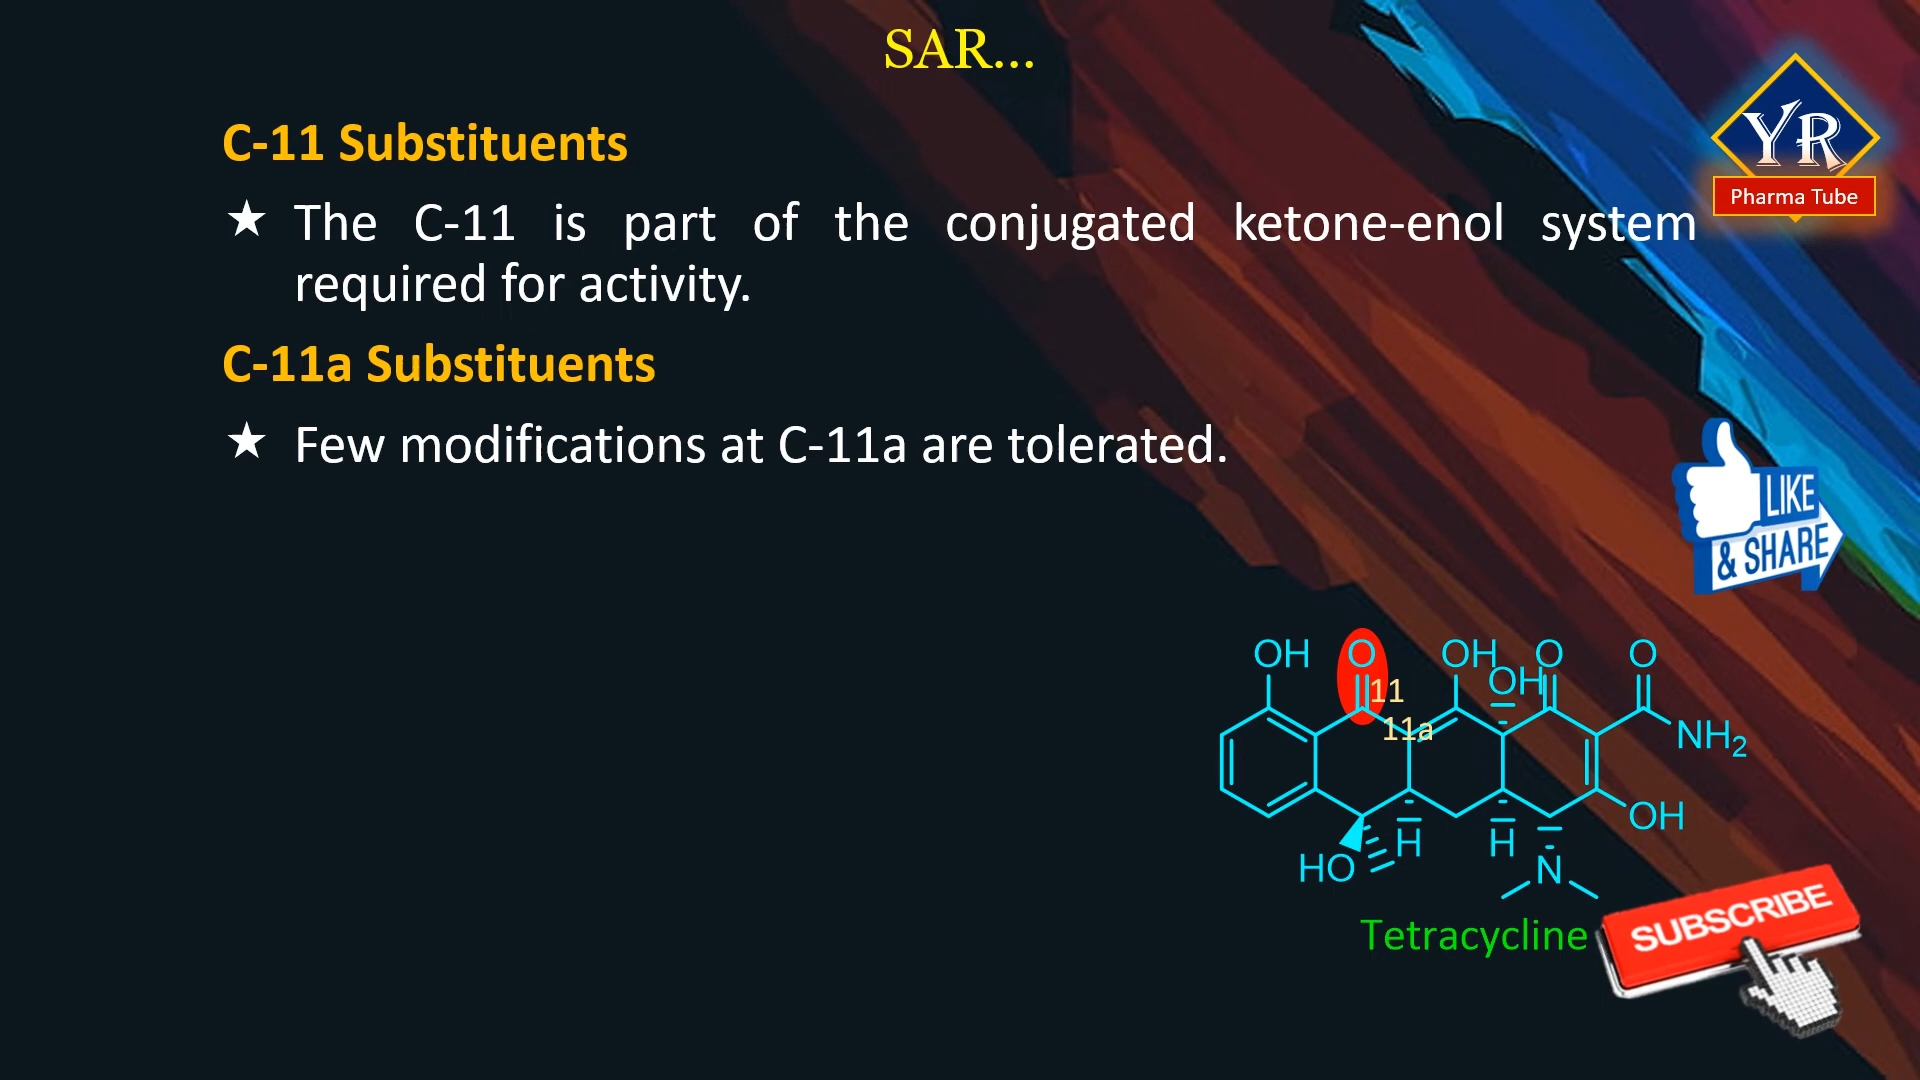 SAR...
YR
Pharma Tube
C-11 Substituents
★ The C-11 is part of the conjugated ketone-enol system
required for activity.
C-11a Substituents
★ Few modifications at C-11a are tolerated.
LIKE
& SHARE
OH O OH O O
OH
11
11a
NH₂
OH
H H
HO N
Tetracycline
SUBSCRIBE